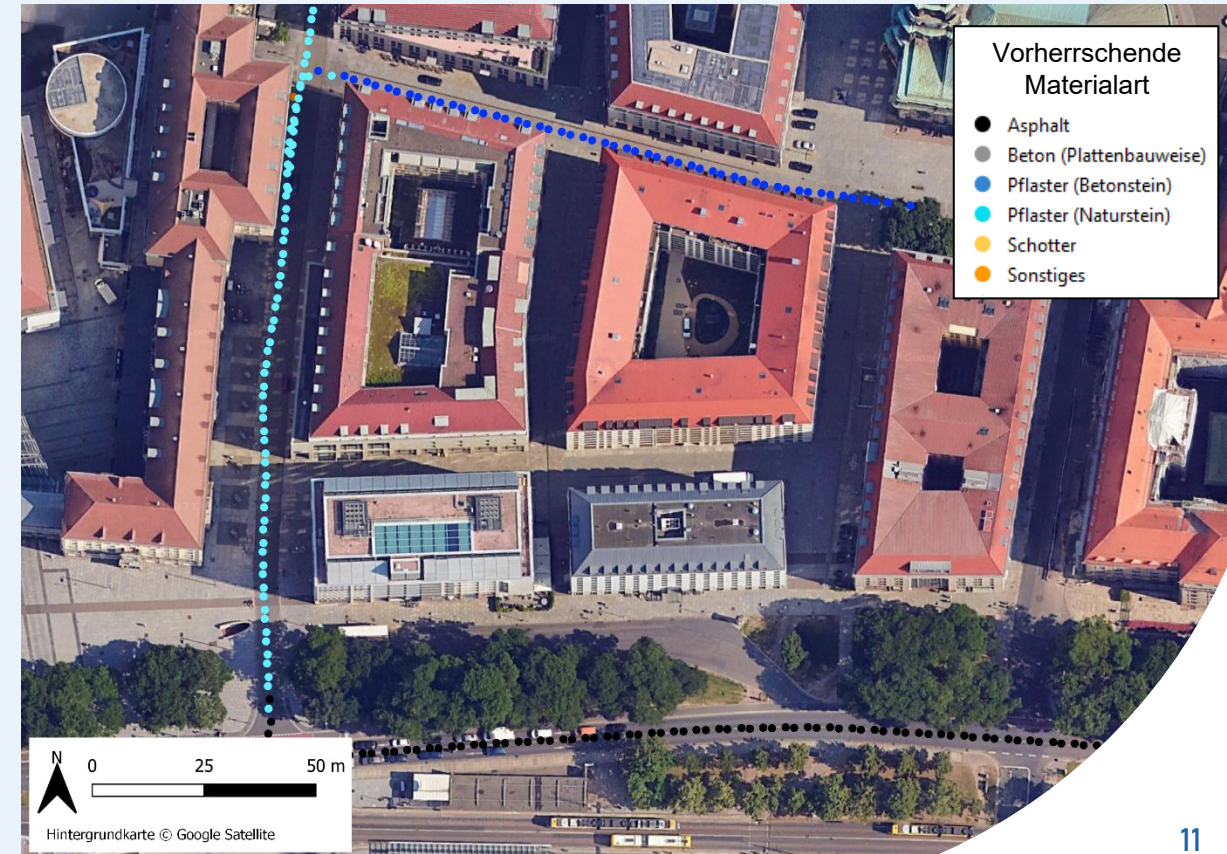 Vorherrschende
Materialart
Asphalt
Beton (Plattenbauweise)
Pflaster (Betonstein)
Pflaster (Naturstein)
Schotter
Sonstiges
N
0 25 50 m
Hintergrundkarte © Google Satellite
11